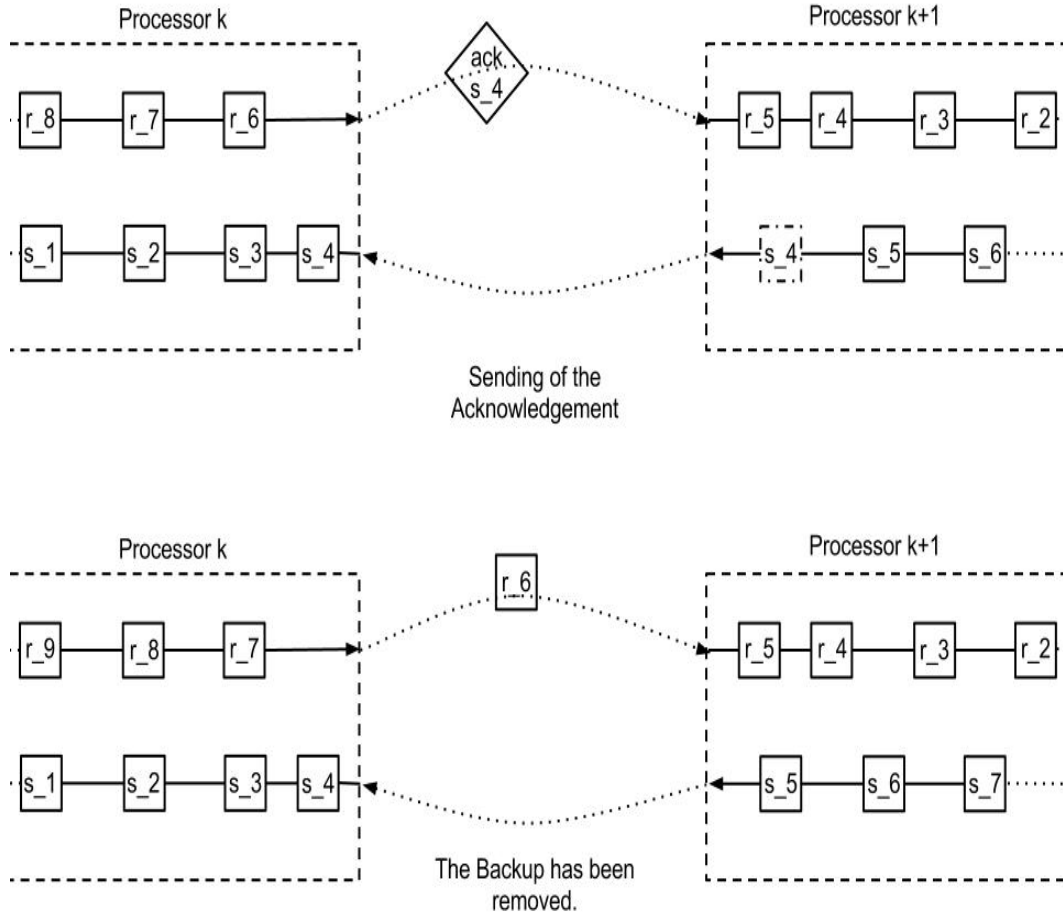 Processor k
Processor k+1
ack
s_4
r_8 r_7 r_6
r_5 r_4 r_3 r_2
s_1 s_2 s_3 s_4
s_4 s_5 s_6
Sending of the
Acknowledgement
Processor k
Processor k+1
r_6
r_9 r_8 r_7
r_5 r_4 r_3 r_2
s_1 s_2 s_3 s_4
s_5 s_6 s_7
The Backup has been
removed.